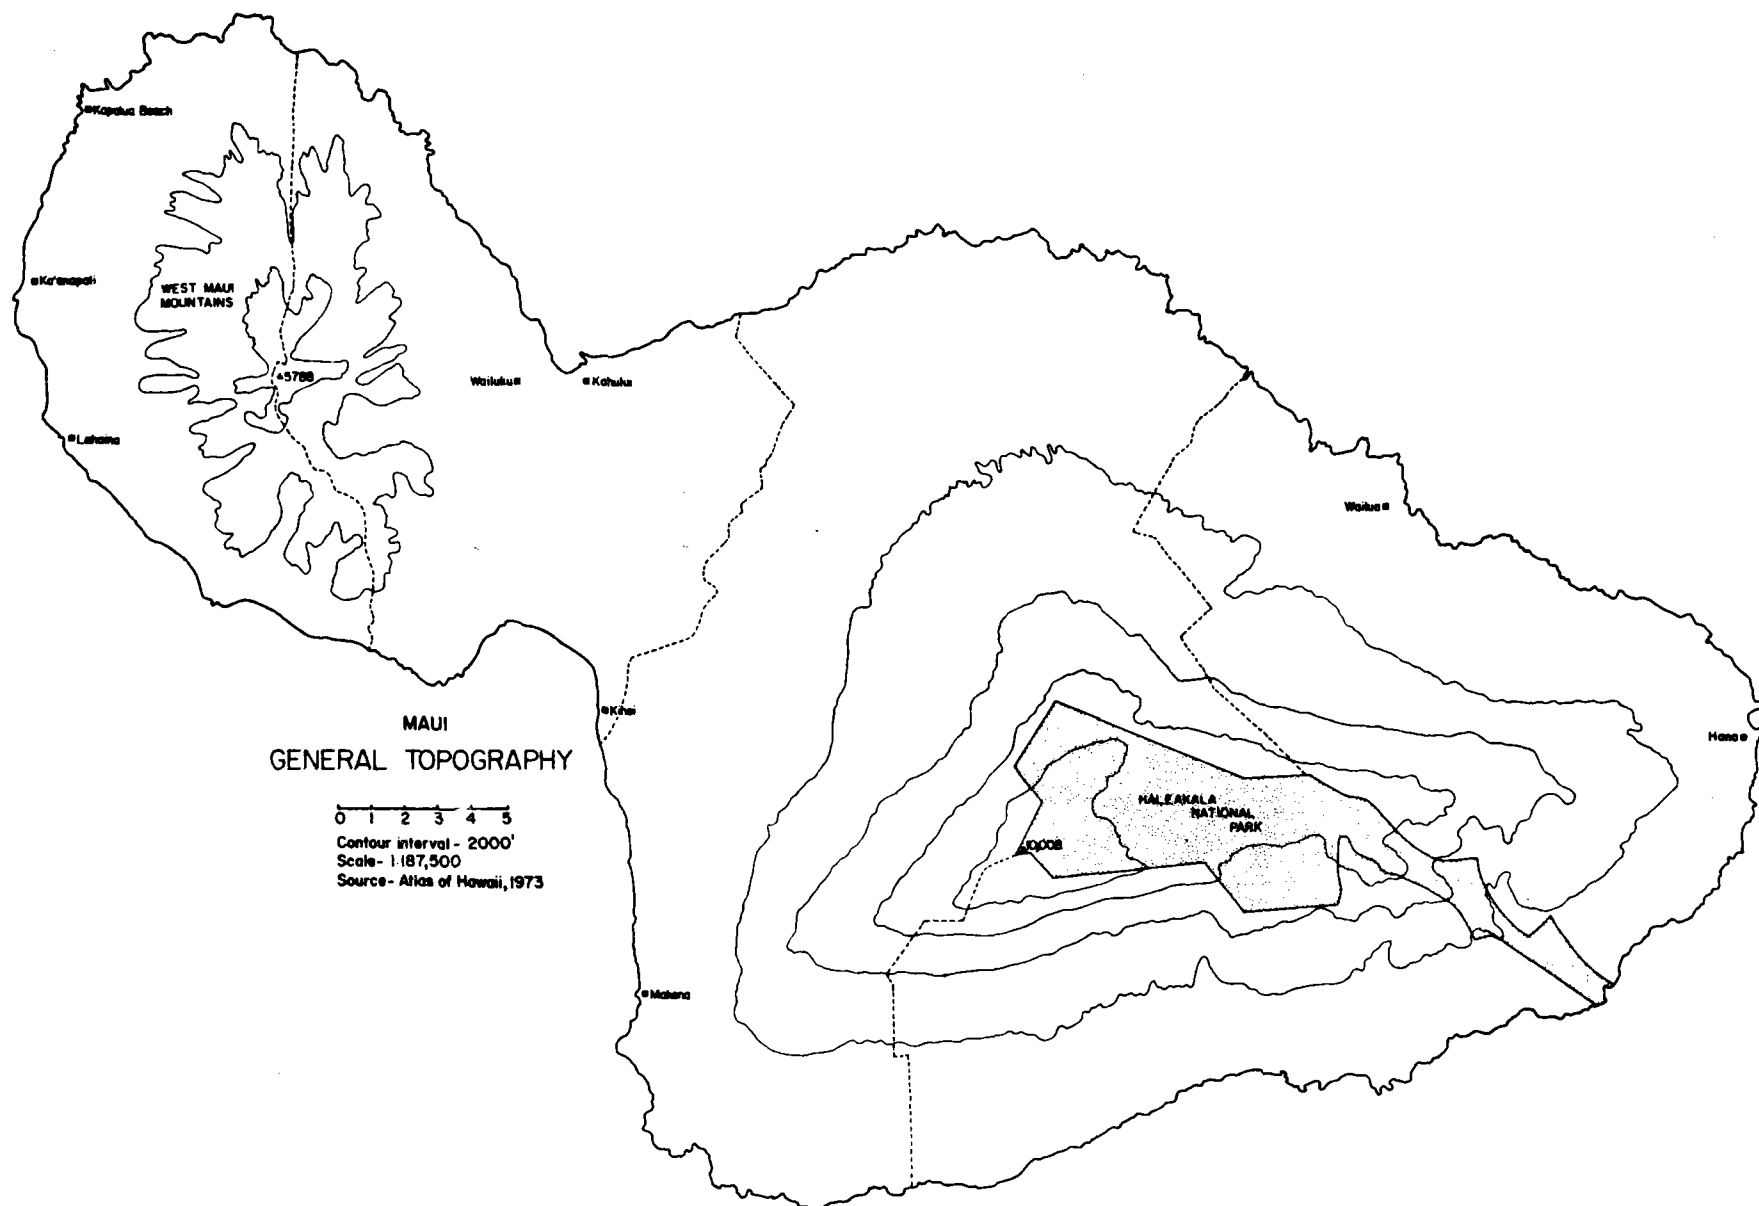 Kapalua Beach
WEST MAUI
MOUNTAINS
Ka'anapali
5788
Wailuku
Kahului
Lahaina
Wailua
Kihei
MAUI
GENERAL TOPOGRAPHY
Hana
HALEAKALA
NATIONAL
PARK
0 1 2 3 4 5
Contour interval - 2000'
Scale - 1:187,500
Source - Atlas of Hawaii, 1973
Makena